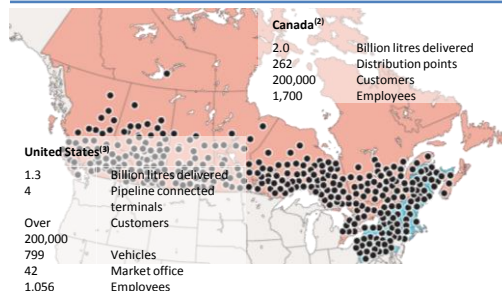 Canada(2)
2.0 Billion litres delivered
262 Distribution points
200,000 Customers
1,700 Employees
United States(3)
1.3 Billion litres delivered
4 Pipeline connected
terminals
Over Customers
200,000
799 Vehicles
42 Market office
1,056 Employees